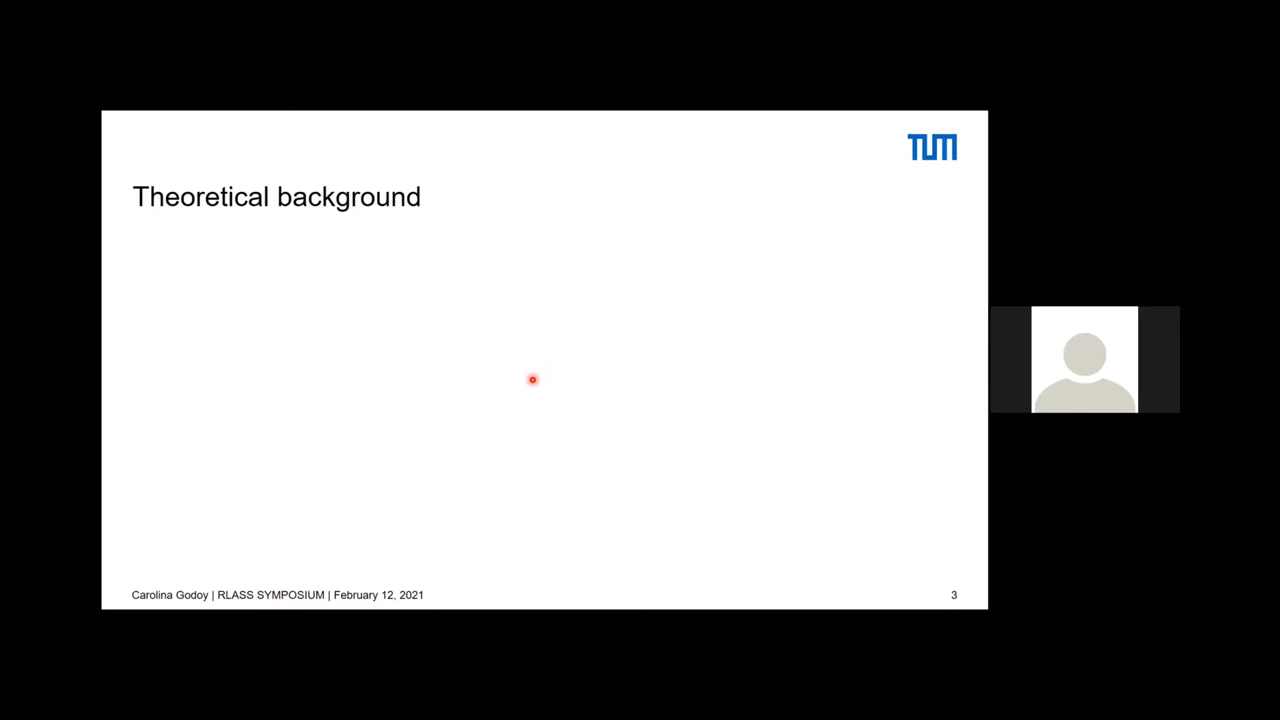 TUM
Theoretical background
Carolina Godoy | RLASS SYMPOSIUM | February 12, 2021
3